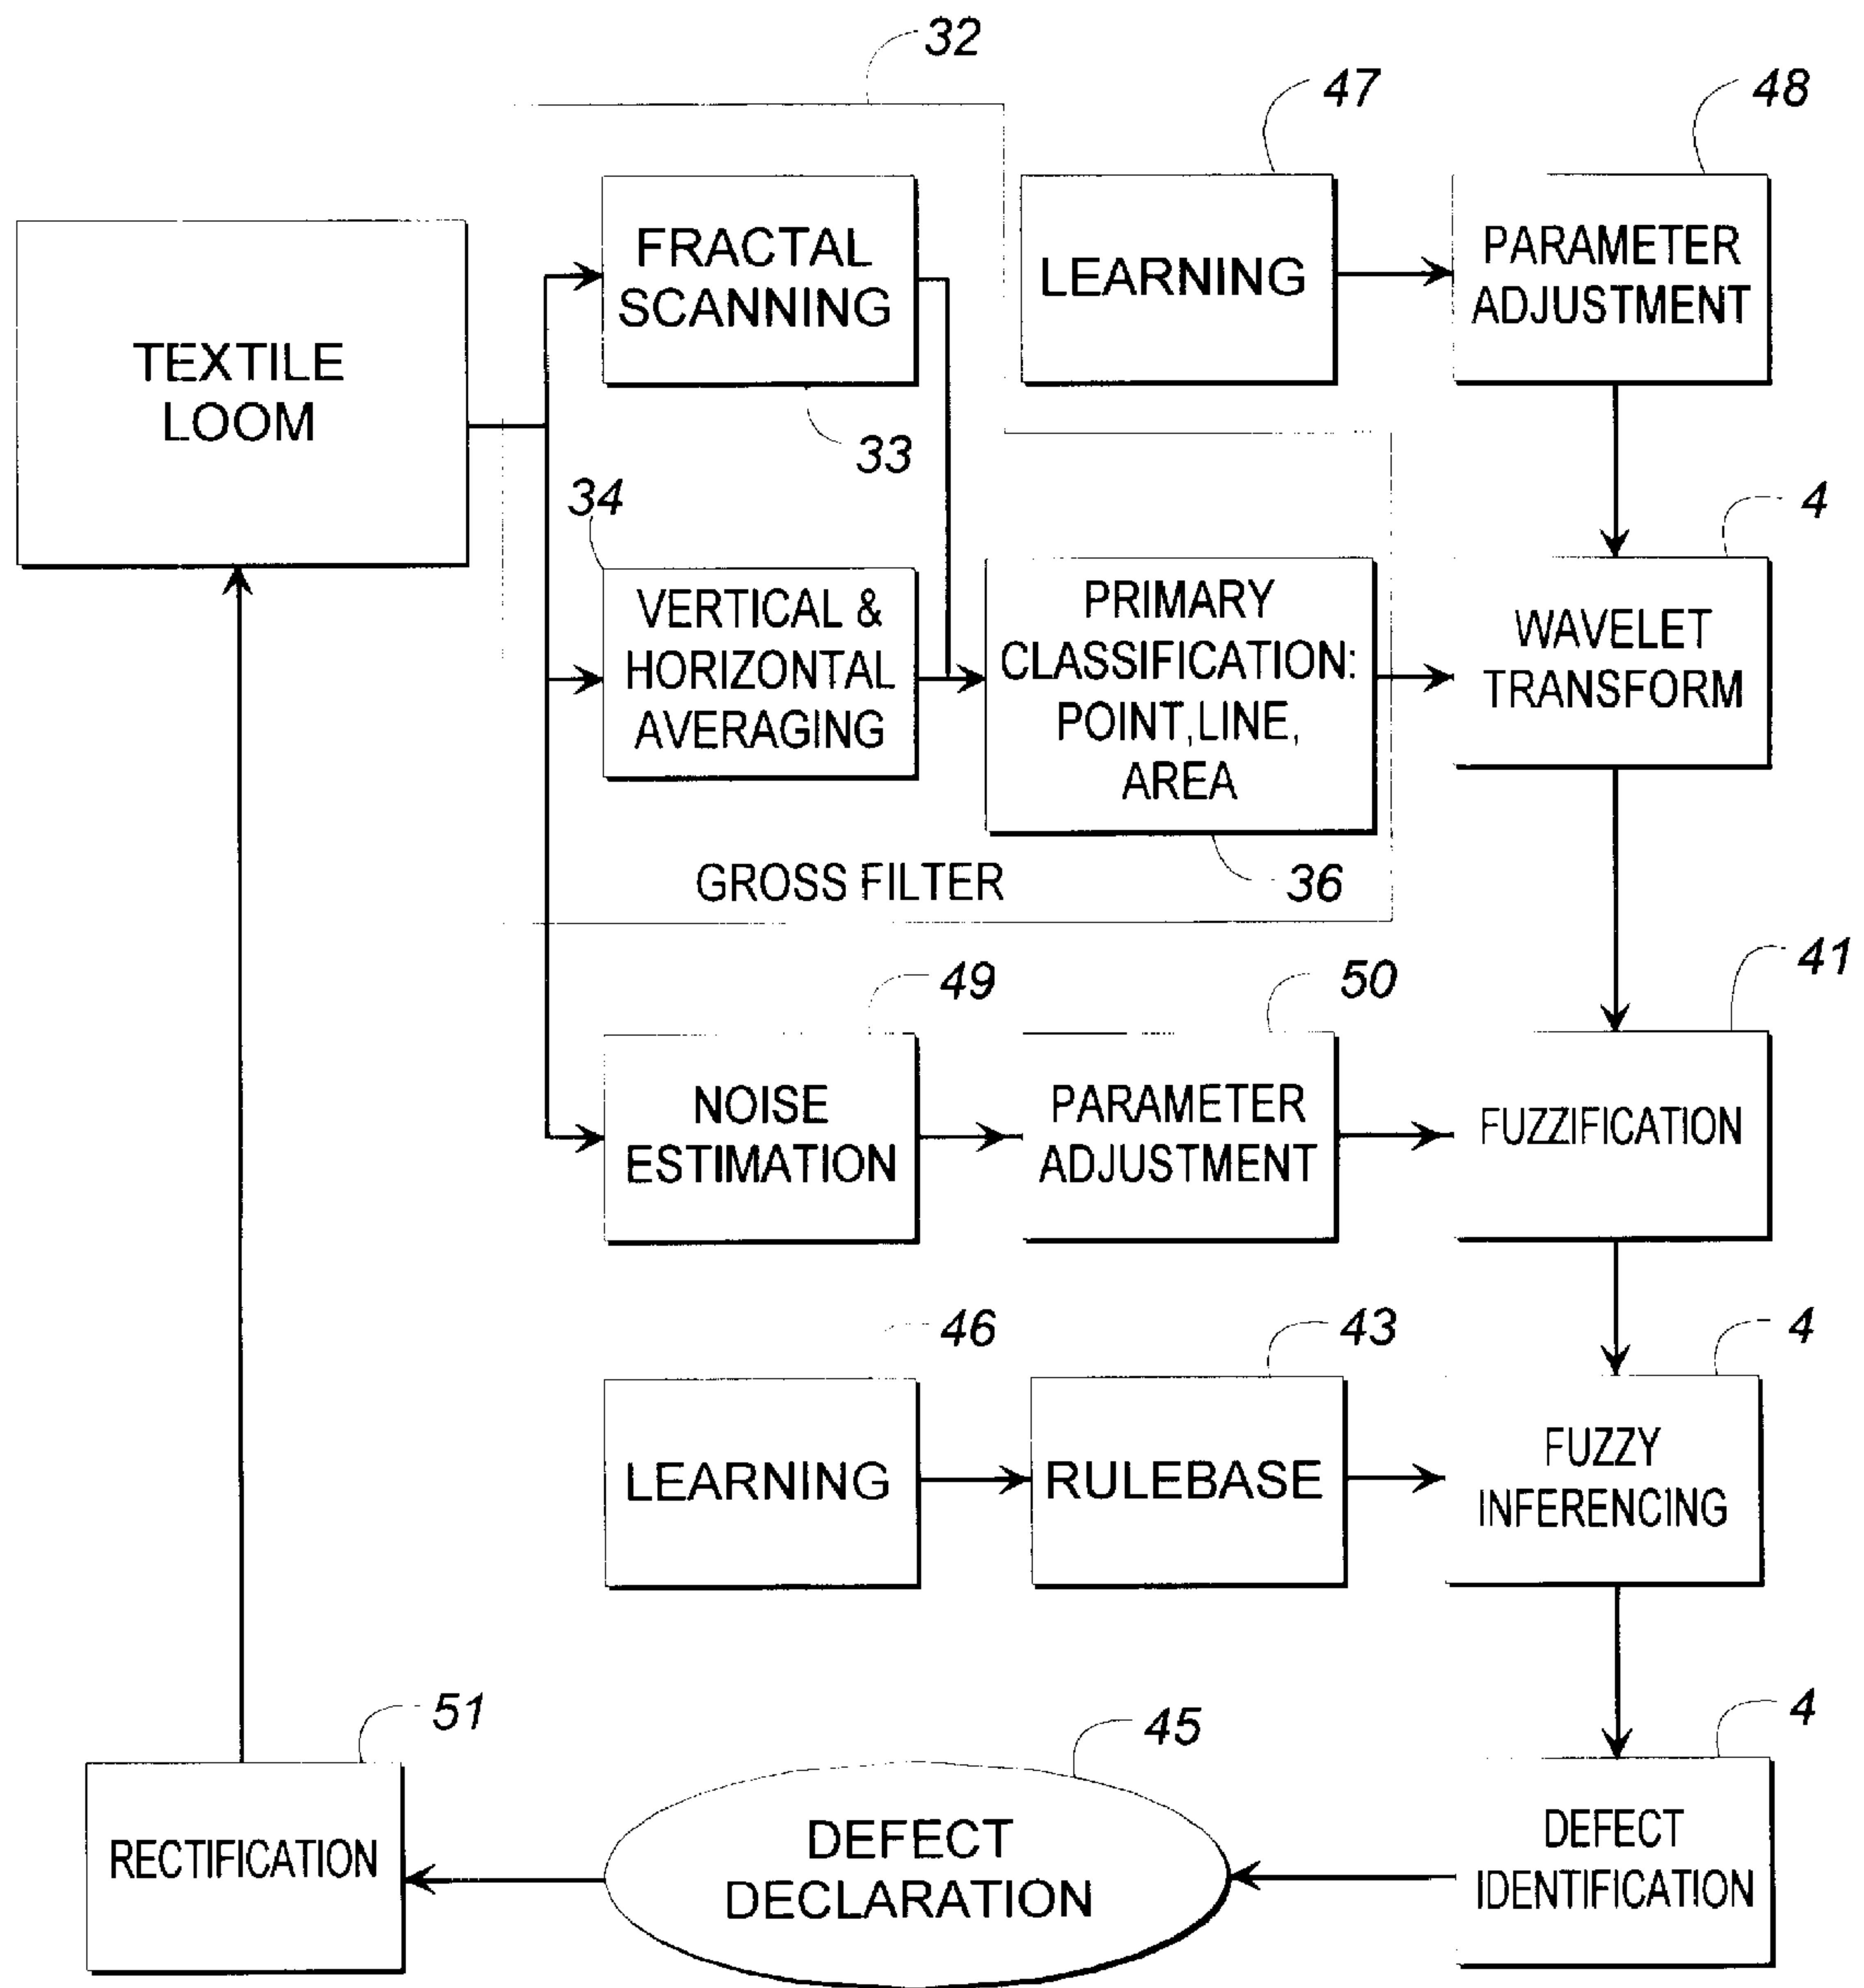 32
47
48
FRACTAL
SCANNING
LEARNING
PARAMETER
ADJUSTMENT
TEXTILE
LOOM
33
34
4
VERTICAL &
HORIZONTAL
AVERAGING
PRIMARY
CLASSIFICATION:
POINT, LINE,
AREA
WAVELET
TRANSFORM
GROSS FILTER
36
49
50
41
NOISE
ESTIMATION
PARAMETER
ADJUSTMENT
FUZZIFICATION
46
43
4
LEARNING
RULEBASE
FUZZY
INFERENCING
51
45
4
RECTIFICATION
DEFECT
DECLARATION
DEFECT
IDENTIFICATION